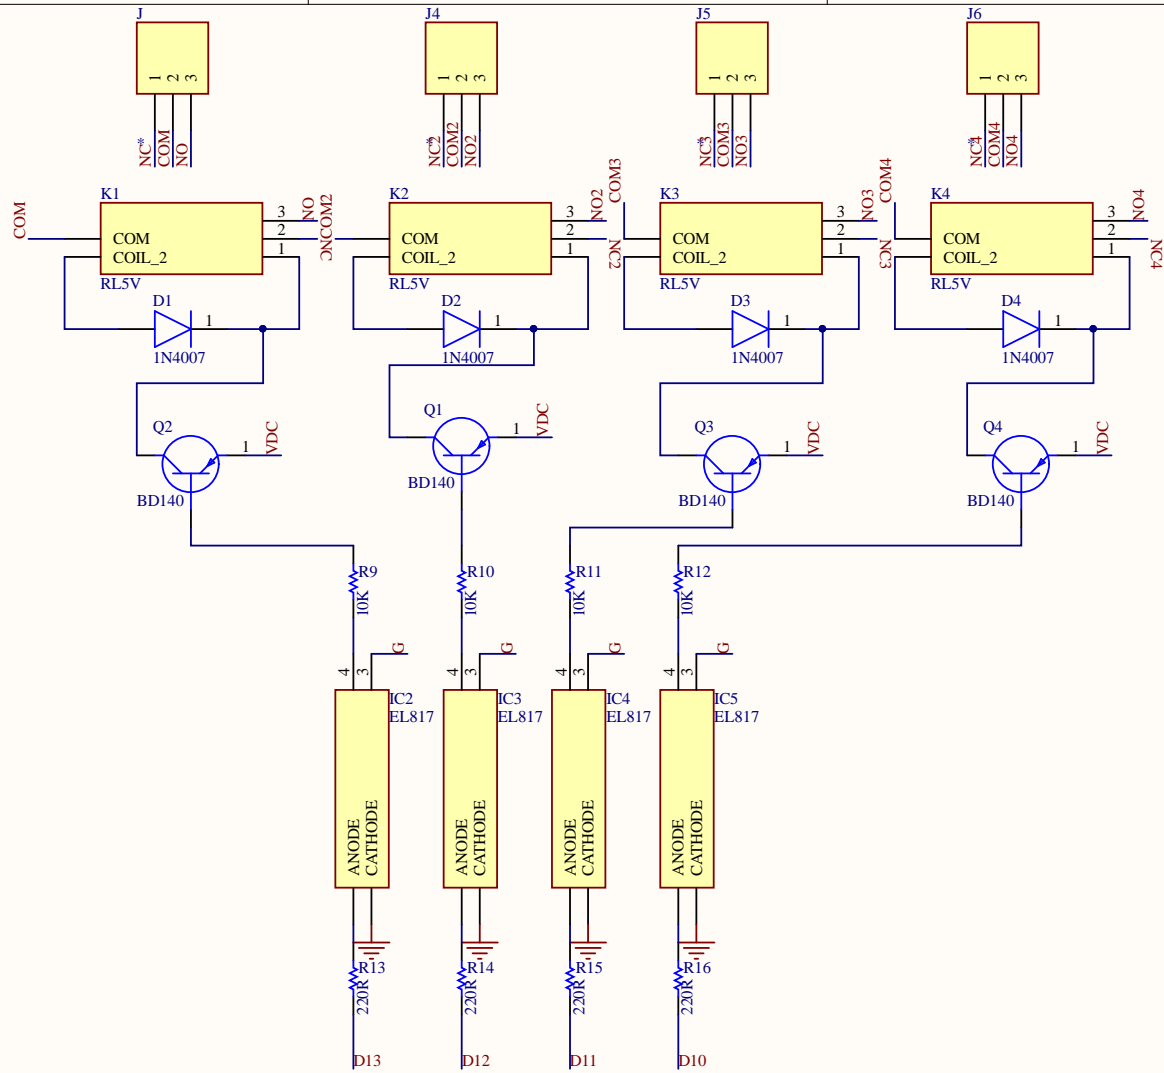 J J4 J5 J6
1 2 3 1 2 3 1 2 3 1 2 3
NC* COM NO NC2* COM2 NO2 NC3* COM3 NO3 NC4* COM4 NO4
K1 K2 K3 K4
COM 3 NO COM2 3 NO2 COM3 3 NO3 COM4 3 NO4
COM 2 NC COM 2 NC2 COM 2 NC3 COM 2 NC4
COIL_2 1 COIL_2 1 COIL_2 1 COIL_2 1
RL5V RL5V RL5V RL5V
D1 D2 D3 D4
1 1 1 1
1N4007 1N4007 1N4007 1N4007
Q2 Q1 Q3 Q4
1 VDC 1 VDC 1 VDC 1 VDC
BD140 BD140 BD140 BD140
R9 R10 R11 R12
10K 10K 10K 10K
G G G G
4 3 4 3 4 3 4 3
IC2 IC3 IC4 IC5
EL817 EL817 EL817 EL817
ANODE CATHODE ANODE CATHODE ANODE CATHODE ANODE CATHODE
R13 R14 R15 R16
220R 220R 220R 220R
D13 D12 D11 D10